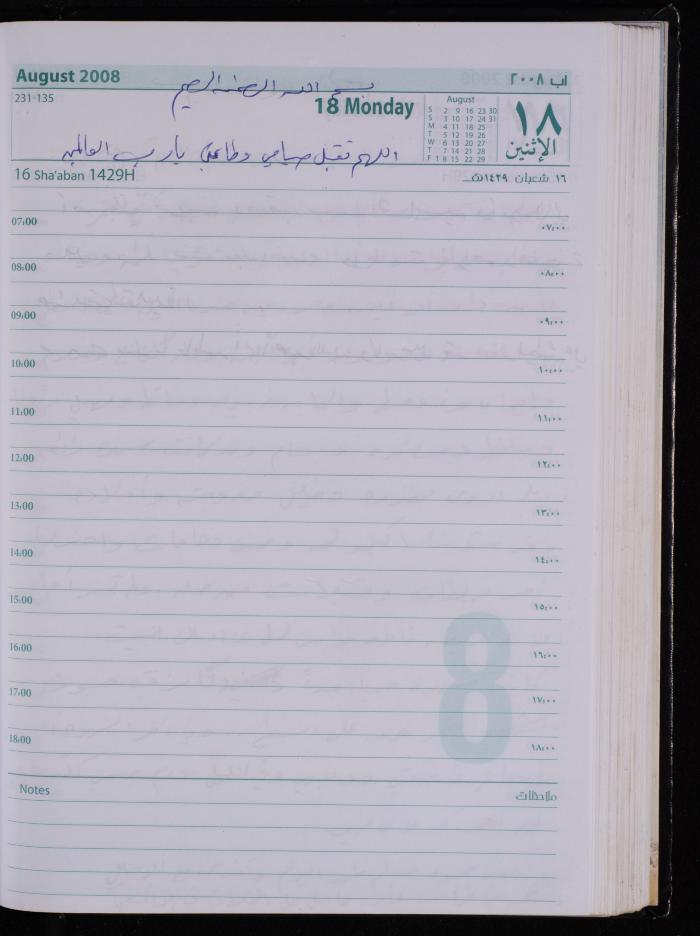 August 2008
آب ٢٠٠٨
بسم الله الرحمن الرحيم
231-135
18 Monday
August
S 2 9 16 23 30
S 3 10 17 24 31
M 4 11 18 25
T 5 12 19 26
W 6 13 20 27
T 7 14 21 28
F 1 8 15 22 29
١٨
الإثنين
اللهم تقبل صيامي وطاعتي يا رب العالمين
16 Sha'aban 1429H
١٦ شعبان ١٤٢٩هـ
07:00 ٠٧:٠٠
08:00 ٠٨:٠٠
09:00 ٠٩:٠٠
10:00 ١٠:٠٠
11:00 ١١:٠٠
12:00 ١٢:٠٠
13:00 ١٣:٠٠
14:00 ١٤:٠٠
15:00 ١٥:٠٠
16:00 ١٦:٠٠
17:00 ١٧:٠٠
18:00 ١٨:٠٠
8
Notes ملاحظات